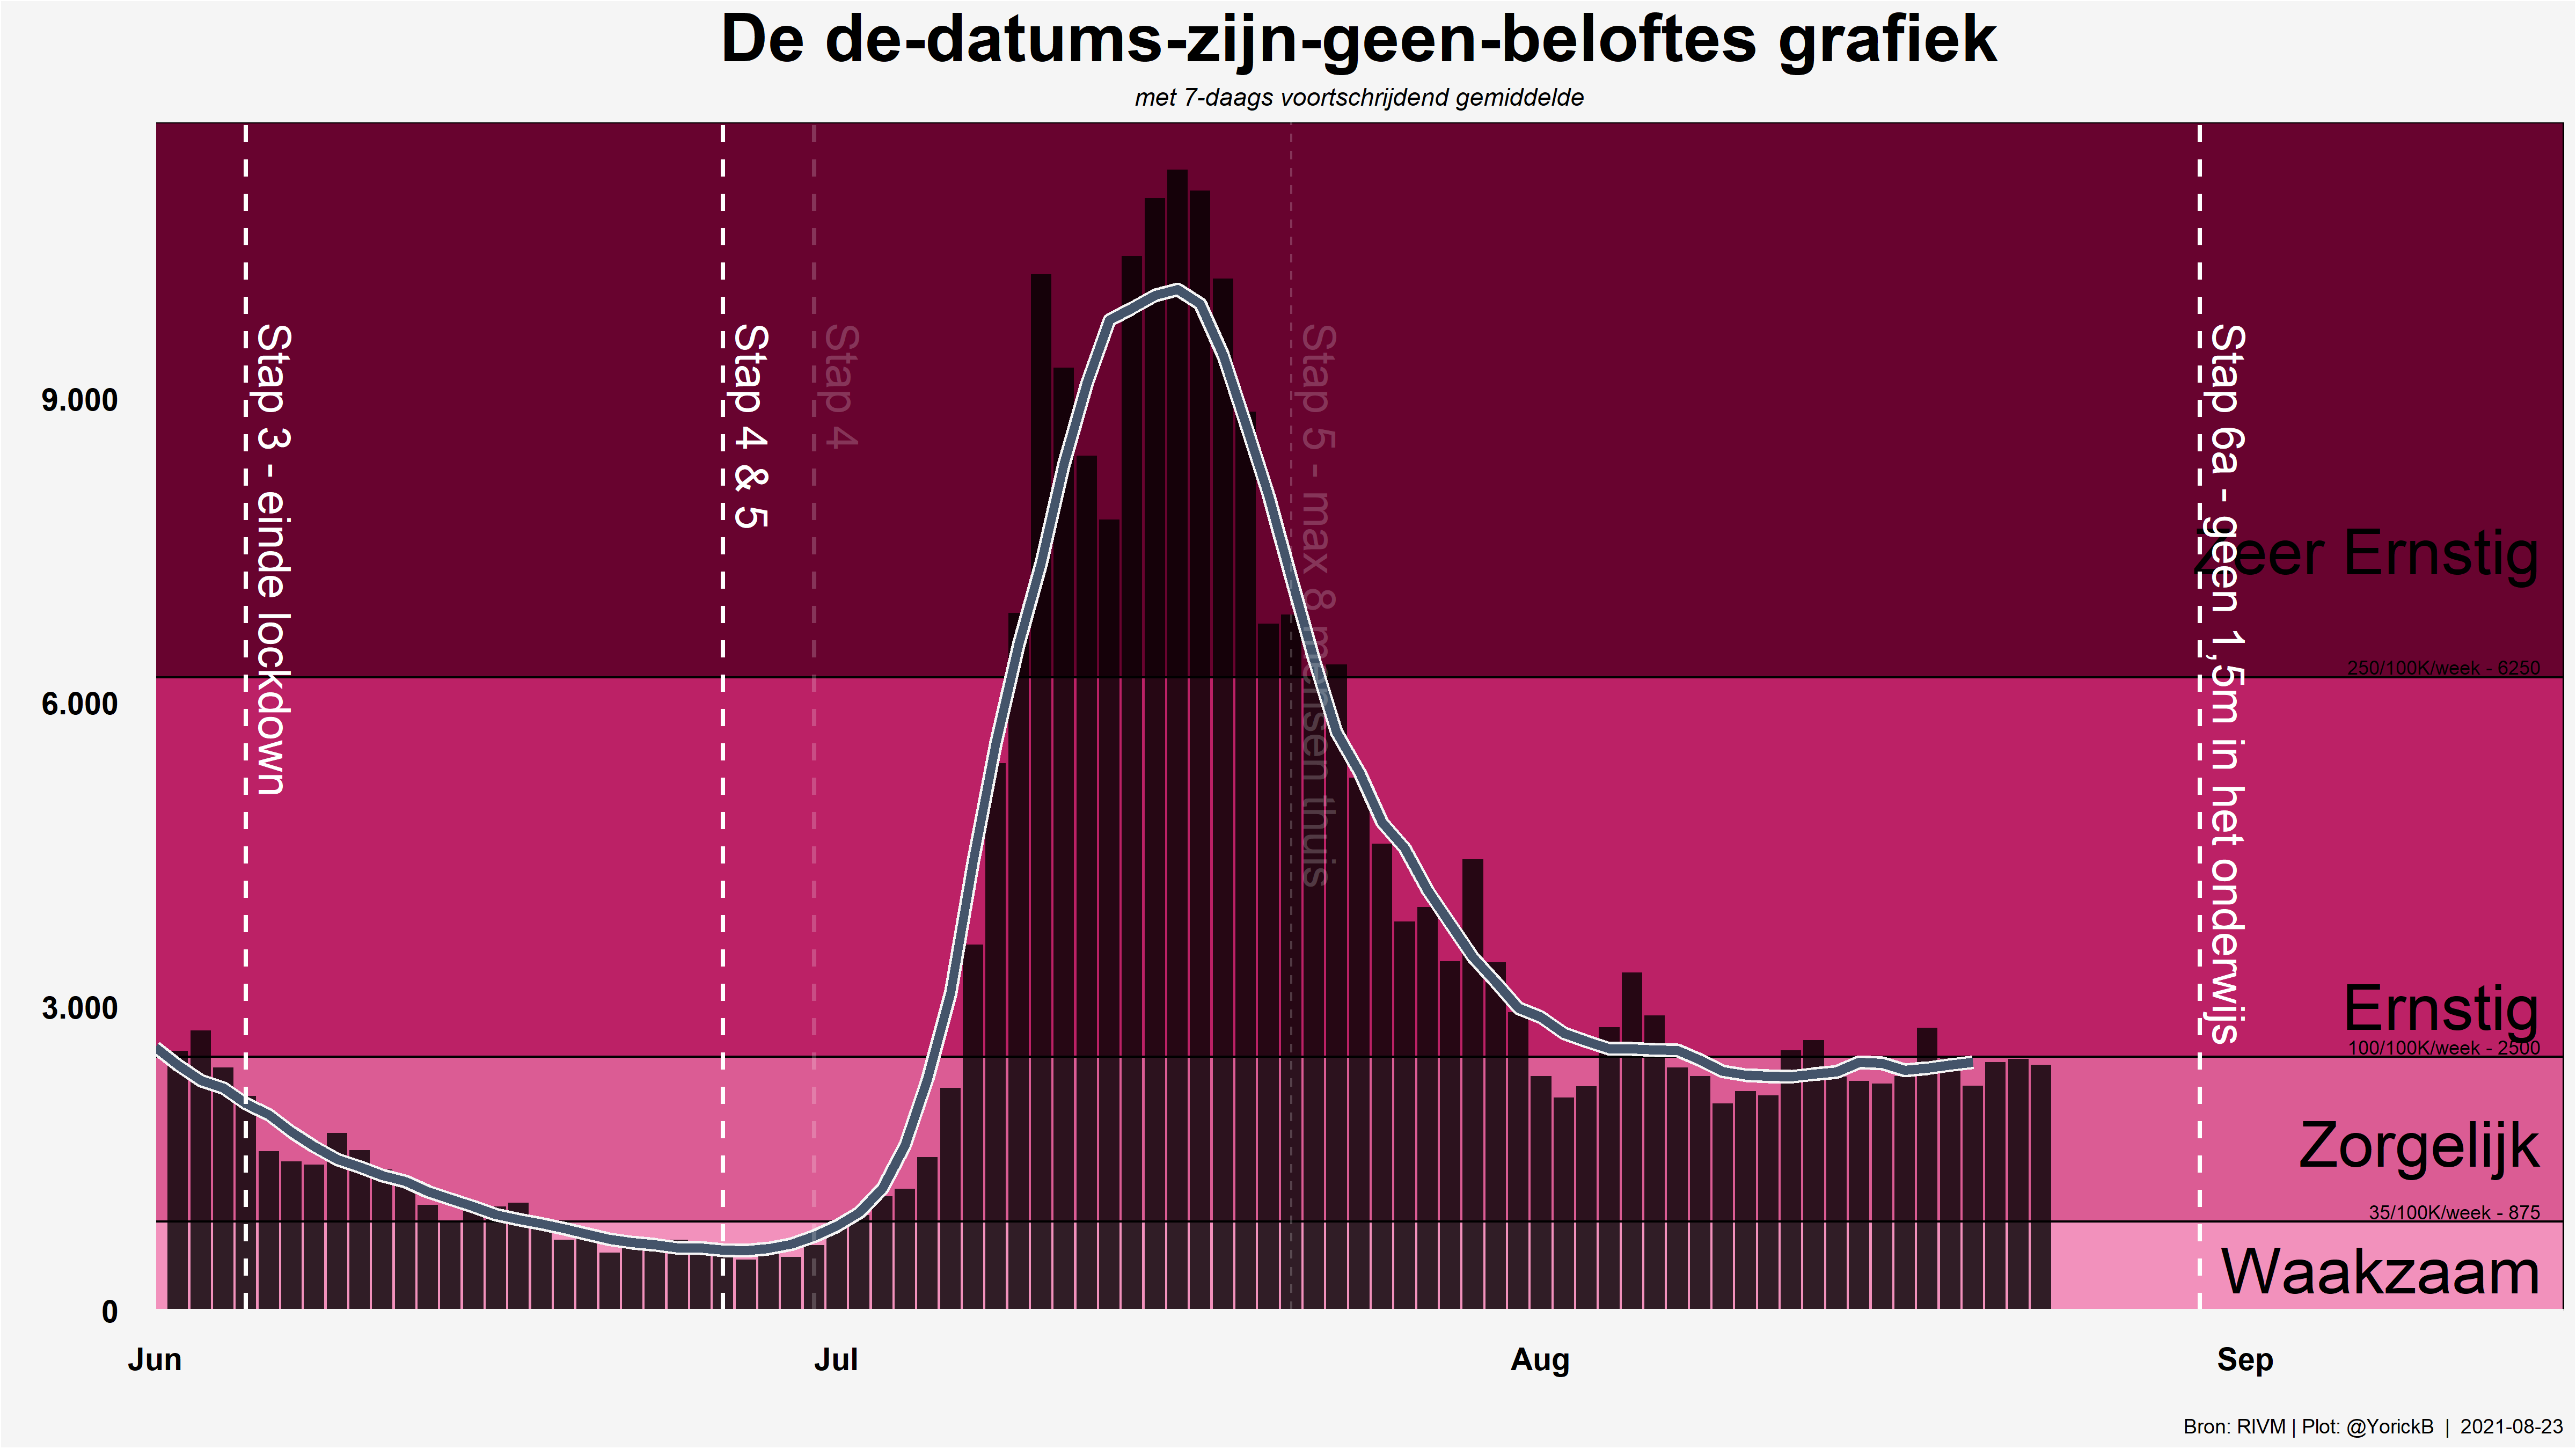 De de-datums-zijn-geen-beloftes grafiek
met 7-daags voortschrijdend gemiddelde
9.000
6.000
3.000
0
Stap 3 - einde lockdown
Stap 4 & 5
Stap 4
Stap 5 - max 8 mensen thuis
Stap 6a - geen 1,5m in het onderwijs
Zeer Ernstig
250/100K/week - 6250
Ernstig
100/100K/week - 2500
Zorgelijk
35/100K/week - 875
Waakzaam
Jun
Jul
Aug
Sep
Bron: RIVM | Plot: @YorickB | 2021-08-23